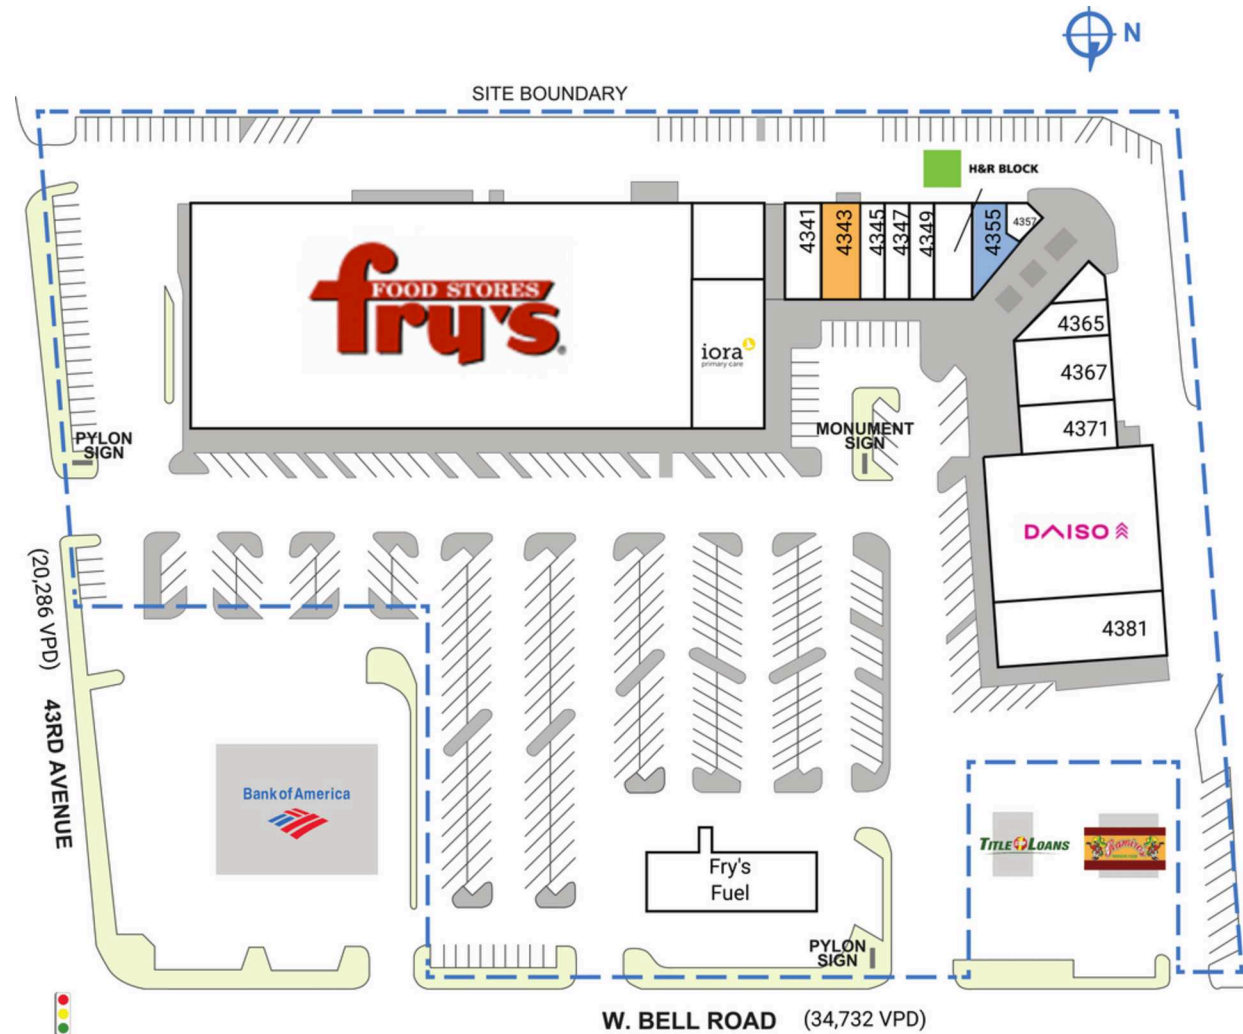 N
SITE BOUNDARY
H&R BLOCK
4341
4343
4345
4347
4349
4355
4357
fry's
FOOD STORES
iora
primary care
4365
4367
4371
PYLON
SIGN
MONUMENT
SIGN
DAISO
4381
(20,286 VPD)
43RD AVENUE
Bank of America
TITLE LOANS
Ramiro's
Fry's
Fuel
PYLON
SIGN
W. BELL ROAD (34,732 VPD)